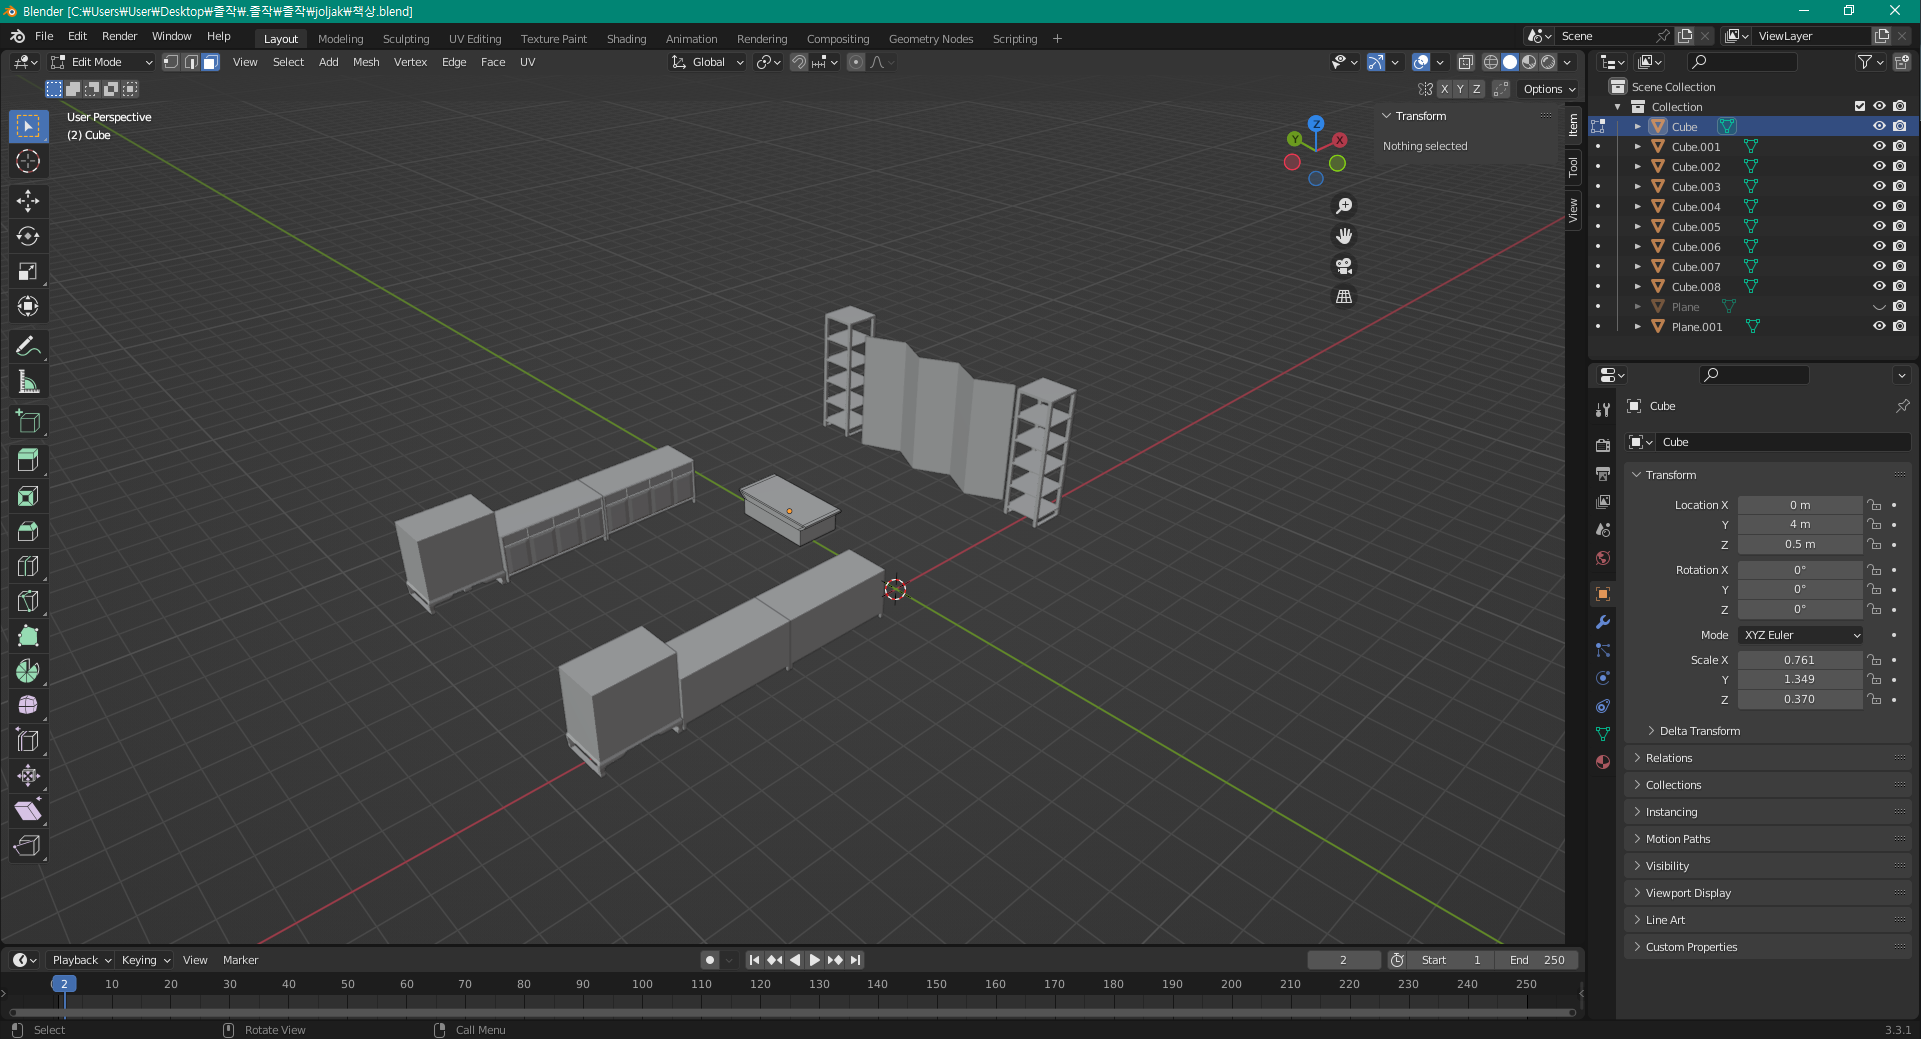 Blender [C:₩Users₩User₩Desktop₩졸작₩.졸작₩졸작₩joljak₩책상.blend]
File Edit Render Window Help
Layout Modeling Sculpting UV Editing Texture Paint Shading Animation Rendering Compositing Geometry Nodes Scripting +
Scene
ViewLayer
Edit Mode
View Select Add Mesh Vertex Edge Face UV
Global
X Y Z
Options
User Perspective
(2) Cube
Z
Y
X
Transform
Nothing selected
Item
Tool
View
Scene Collection
Collection
Cube
Cube.001
Cube.002
Cube.003
Cube.004
Cube.005
Cube.006
Cube.007
Cube.008
Plane
Plane.001
Cube
Cube
Transform
Location X 0 m
Y 4 m
Z 0.5 m
Rotation X 0°
Y 0°
Z 0°
Mode XYZ Euler
Scale X 0.761
Y 1.349
Z 0.370
Delta Transform
Relations
Collections
Instancing
Motion Paths
Visibility
Viewport Display
Line Art
Custom Properties
Playback Keying View Marker
2
Start 1
End 250
2 10 20 30 40 50 60 70 80 90 100 110 120 130 140 150 160 170 180 190 200 210 220 230 240 250
Select
Rotate View
Call Menu
3.3.1